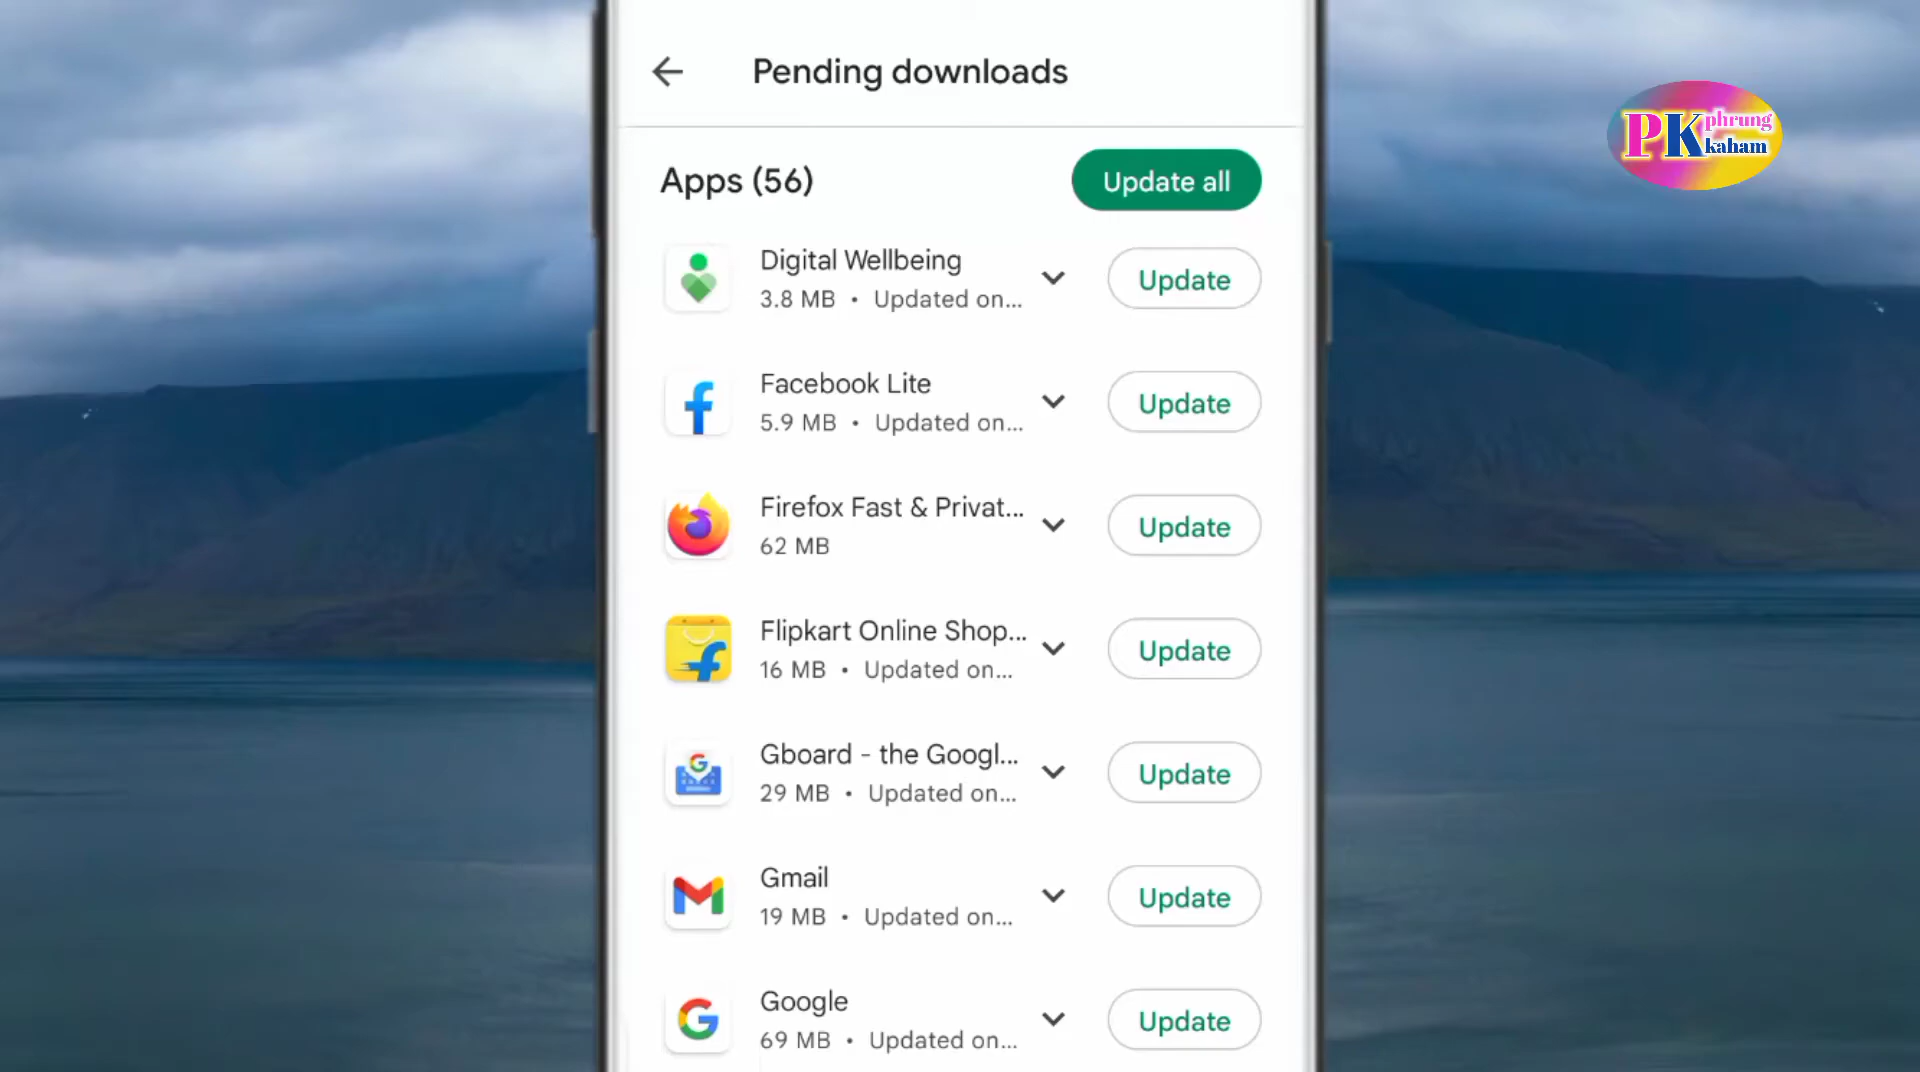 Pending downloads
Apps (56)
Update all
Digital Wellbeing
3.8 MB • Updated on...
Update
Facebook Lite
5.9 MB • Updated on...
Update
Firefox Fast & Privat...
62 MB
Update
Flipkart Online Shop...
16 MB • Updated on...
Update
Gboard - the Googl...
29 MB • Updated on...
Update
Gmail
19 MB • Updated on...
Update
Google
69 MB • Updated on...
Update
PK phrung
kaham